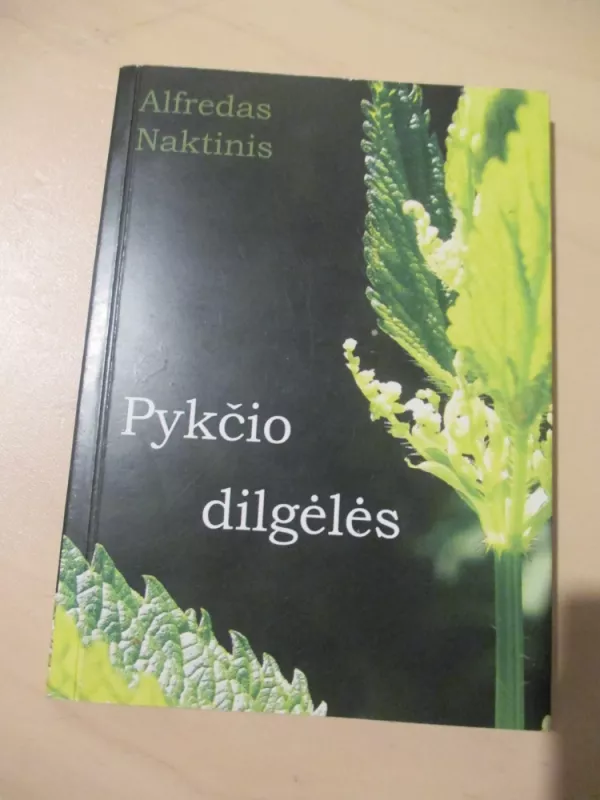 Alfredas
Naktinis
Pykčio
dilgėlės